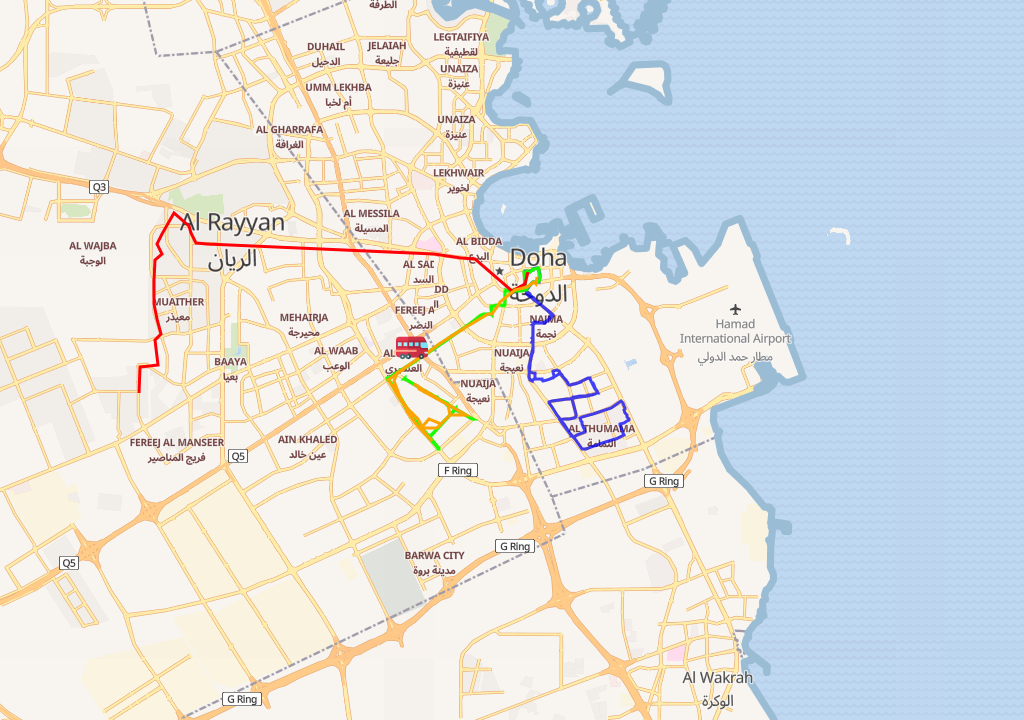 الطرفة
LEGTAIFIYA
لقطيفية
DUHAIL
الدحيل
JELAIAH
جليعة
UNAIZA
عنيزة
UMM LEKHBA
أم لخبا
UNAIZA
عنيزة
AL GHARRAFA
الغرافة
LEKHWAIR
لخوير
Q3
AL MESSILA
المسيلة
Al Rayyan
الريان
AL WAJBA
الوجبة
AL BIDDA
البدع
Doha
الدوحة
AL SAD
السد
DD
ال
MUAITHER
معيذر
MEHAIRJA
محيرجة
FEREEJ A
النصر
NAJMA
نجمة
Hamad
International Airport
مطار حمد الدولي
AL WAAB
الوعب
AL
NUAIJA
نعيجة
BAAYA
بعيا
NUAIJA
نعيجة
AL THUMAMA
الثمامة
FEREEJ AL MANSEER
فريج المناصير
AIN KHALED
عين خالد
Q5
F Ring
G Ring
G Ring
Q5
BARWA CITY
مدينة بروة
Al Wakrah
الوكرة
G Ring